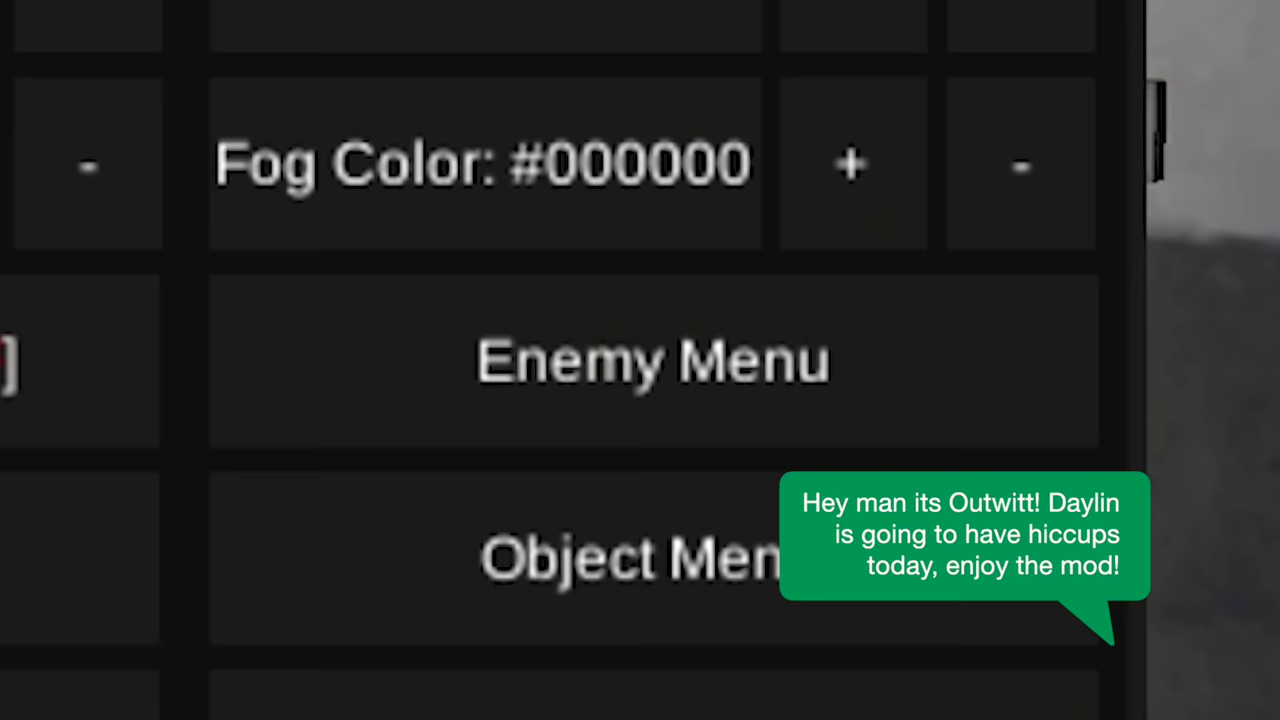 -
Fog Color: #000000
+
-
]
Enemy Menu
Object Men
Hey man its Outwitt! Daylin
is going to have hiccups
today, enjoy the mod!